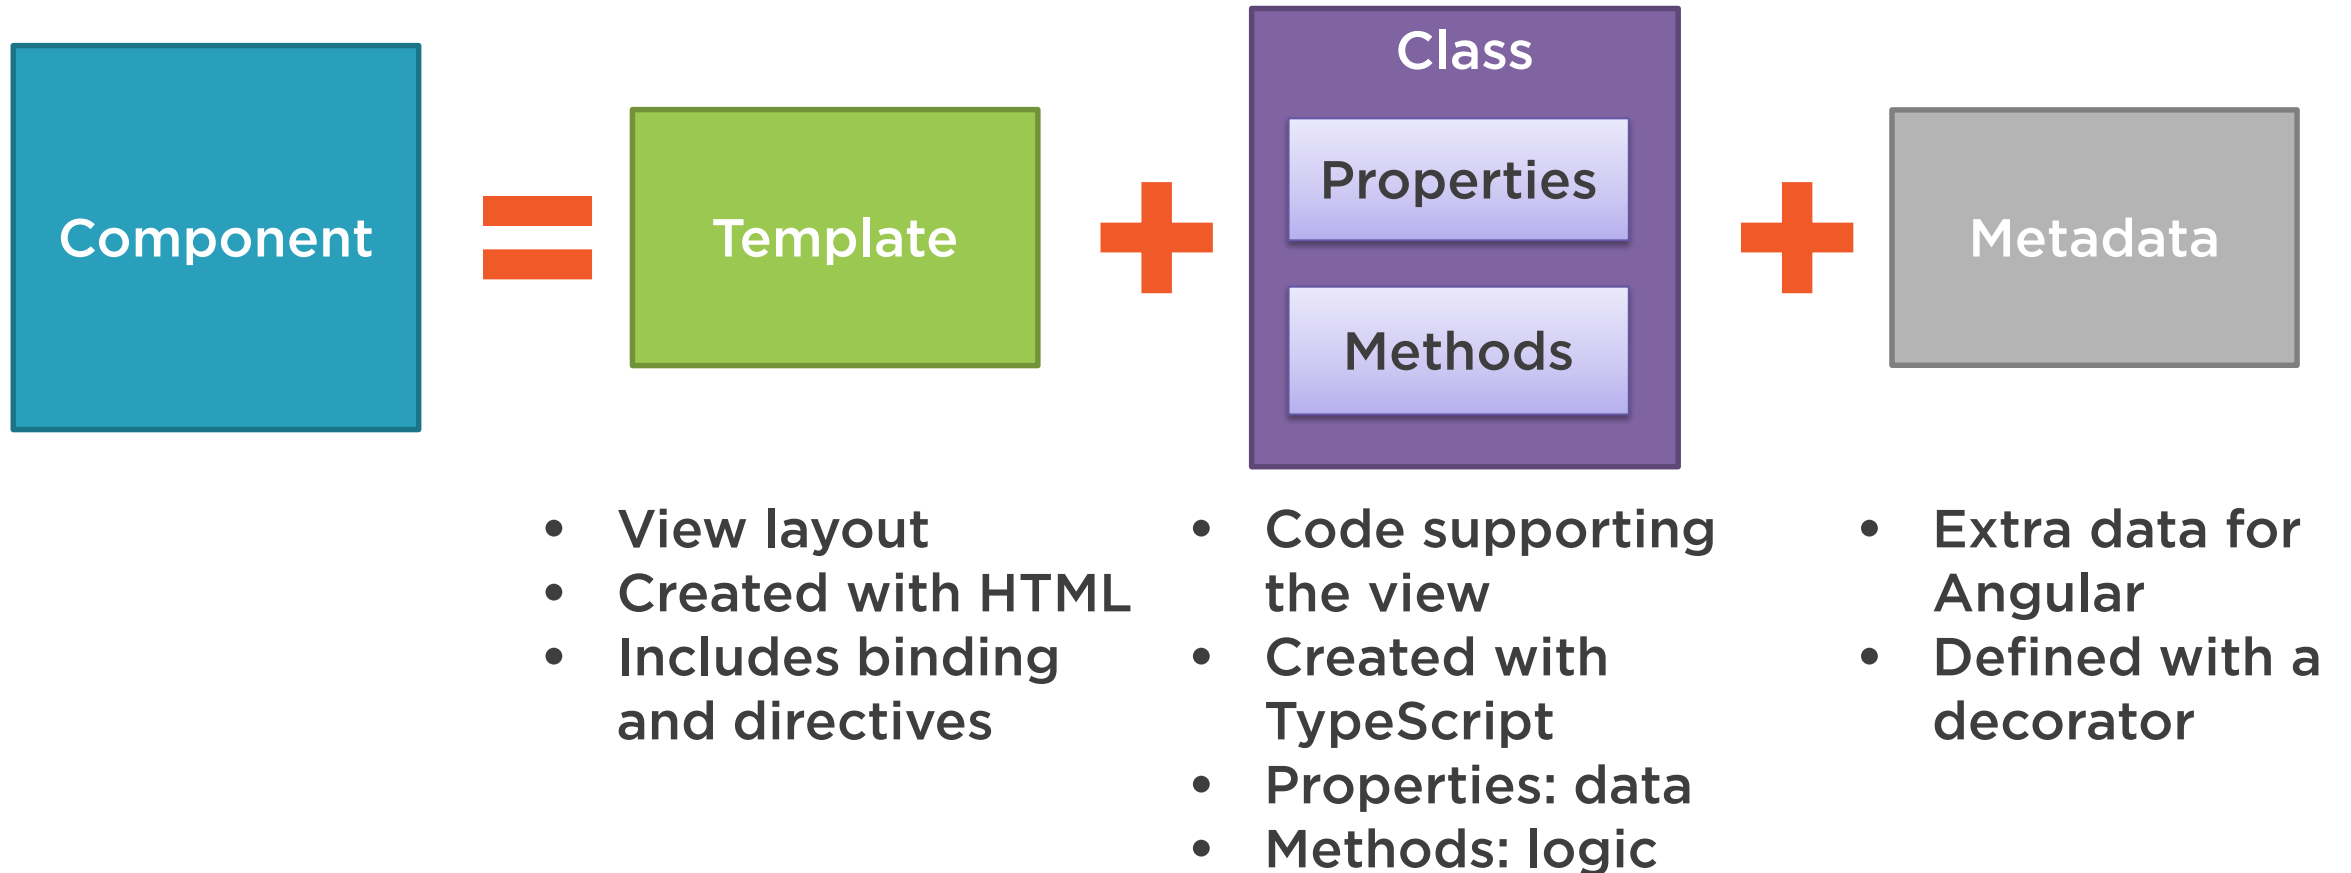 Component
Template
Class
Properties
Methods
Metadata
• View layout
• Created with HTML
• Includes binding
and directives
• Code supporting
the view
• Created with
TypeScript
• Properties: data
• Methods: logic
• Extra data for
Angular
• Defined with a
decorator